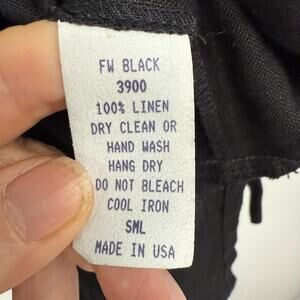 FW BLACK
3900
100% LINEN
DRY CLEAN OR
HAND WASH
HANG DRY
DO NOT BLEACH
COOL IRON
SML
MADE IN USA